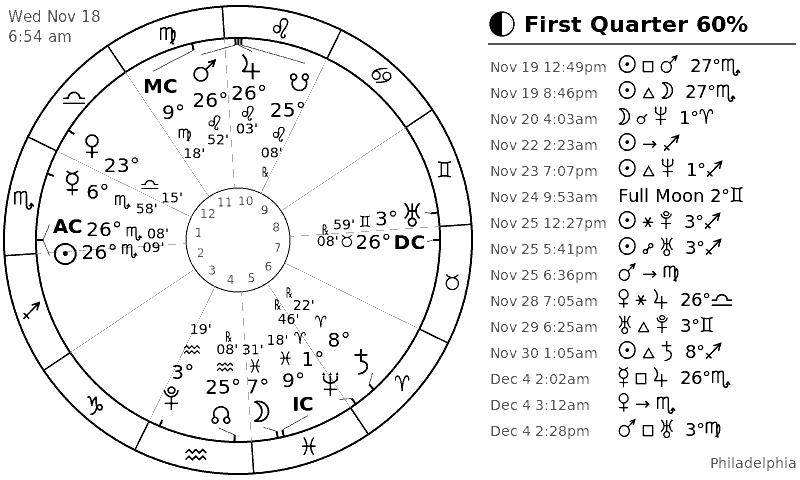 Wed Nov 18
6:54 am
◐ First Quarter 60%
Nov 19 12:49pm ☉ □ ♂ 27°♏
Nov 19 8:46pm ☉ △ ☽ 27°♏
Nov 20 4:03am ☽ ☌ ♆ 1°♈
Nov 22 2:23am ☉ → ♐
Nov 23 7:07pm ☉ △ ♆ 1°♐
Nov 24 9:53am Full Moon 2°♊
Nov 25 12:27pm ☉ ⚹ ♇ 3°♐
Nov 25 5:41pm ☉ ☍ ♅ 3°♐
Nov 25 6:36pm ♂ → ♍
Nov 28 7:05am ♀ ⚹ ♃ 26°♎
Nov 29 6:25am ♅ △ ♇ 3°♊
Nov 30 1:05am ☉ △ ♄ 8°♐
Dec 4 2:02am ☿ □ ♃ 26°♏
Dec 4 3:12am ♀ → ♏
Dec 4 2:28pm ♂ □ ♅ 3°♍
Philadelphia
MC 9° ♍ 18'
♂ 26° ♌ 52'
♃ 26° ♌ 03'
☋ 25° ♌ 08' ℞
♀ 23° ♎ 15'
☿ 6° ♏ 58'
AC 26° ♏ 08'
☉ 26° ♏ 09'
℞ 59' ♊ 3° ♅
08' ♉ 26° DC
19' ♒ 3° ♇
℞ 08' ♒ 25° ☊
31' ♓ 7° ☽
18' ♓ 9° IC
℞ 46' ♈ 1° ♆
℞ 22' ♈ 8° ♄
♍ ♌ ♋ ♊ ♉ ♈ ♓ ♒ ♑ ♐ ♏ ♎
1 2 3 4 5 6 7 8 9 10 11 12